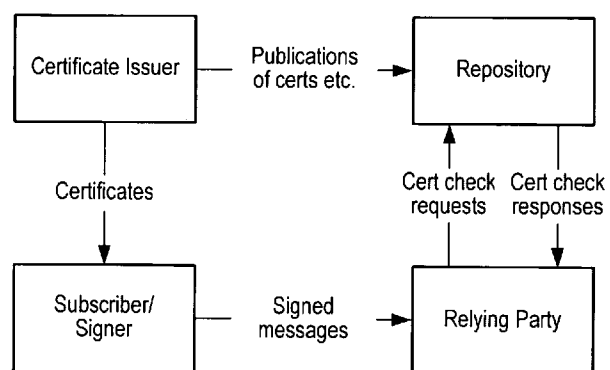 Certificate Issuer
Publications
of certs etc.
Repository
Certificates
Cert check
requests
Cert check
responses
Subscriber/
Signer
Signed
messages
Relying Party